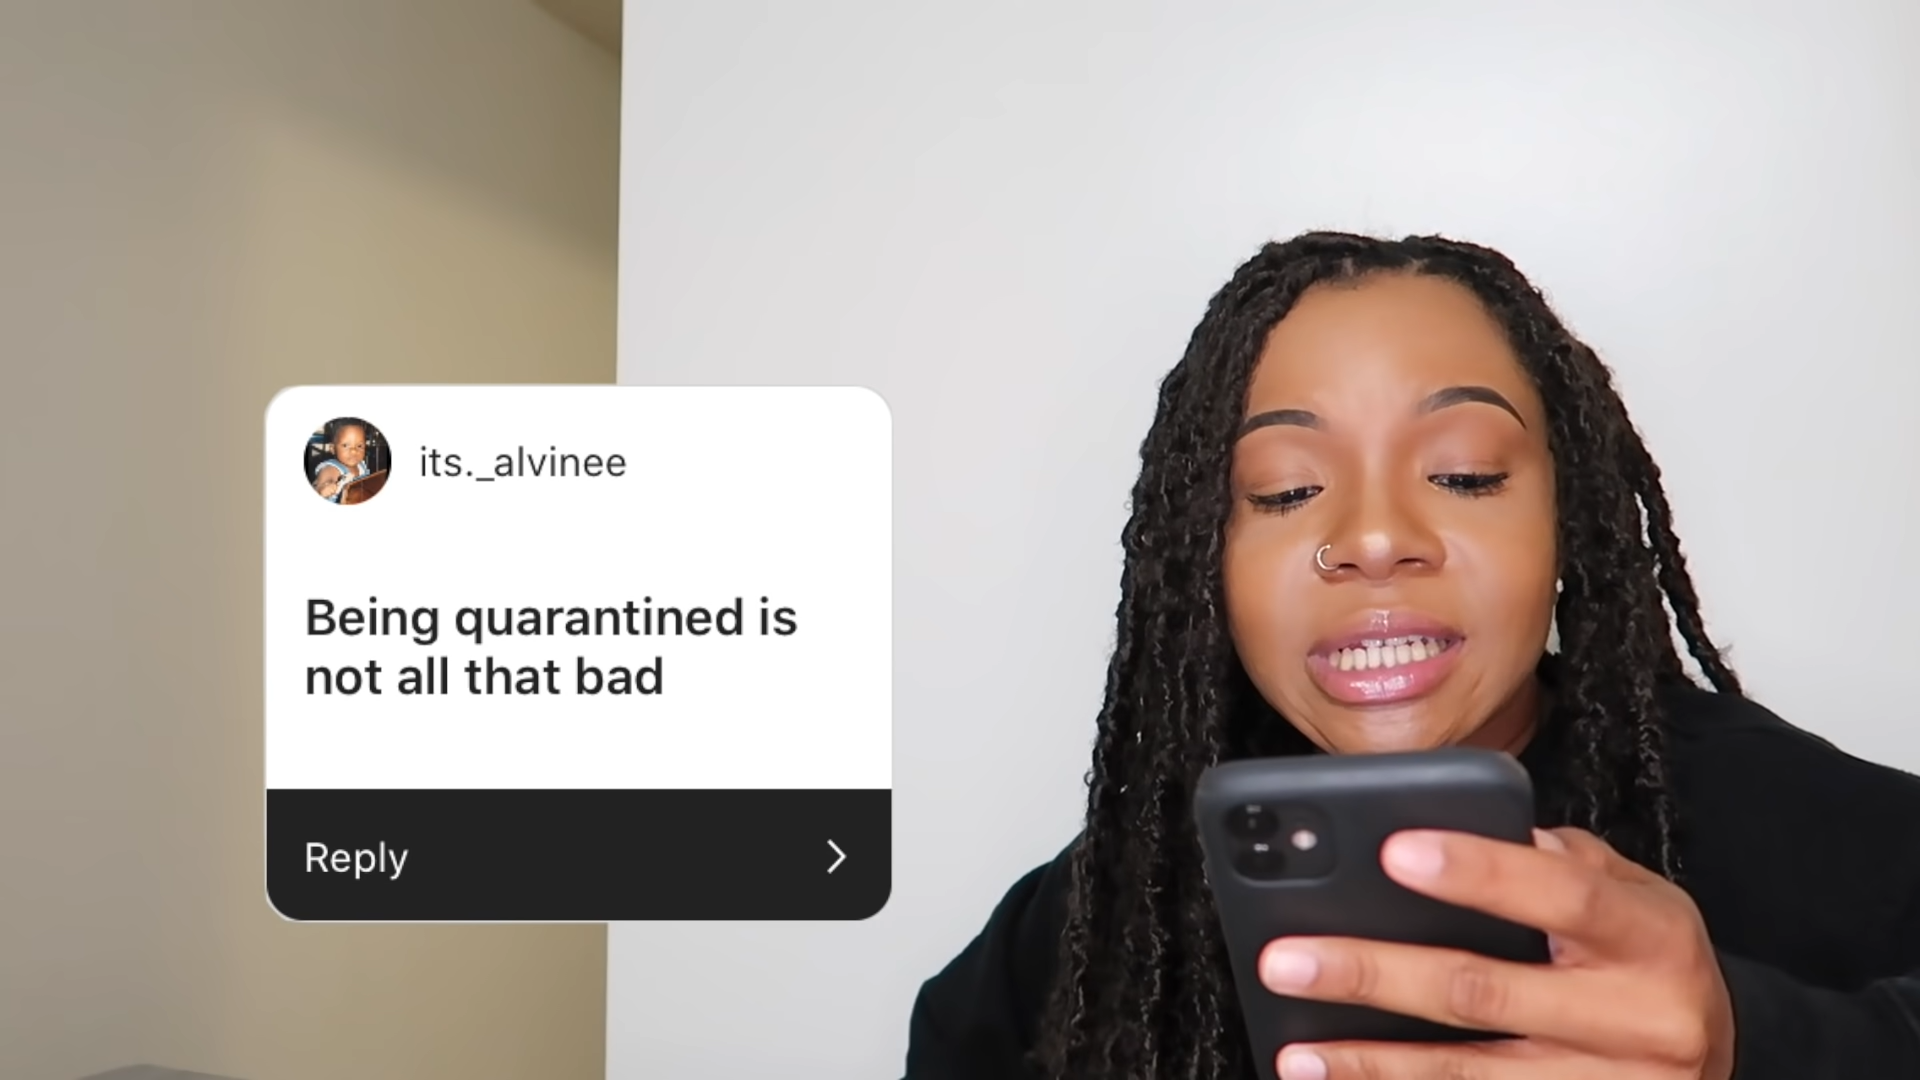 its._alvinee
Being quarantined is
not all that bad
Reply